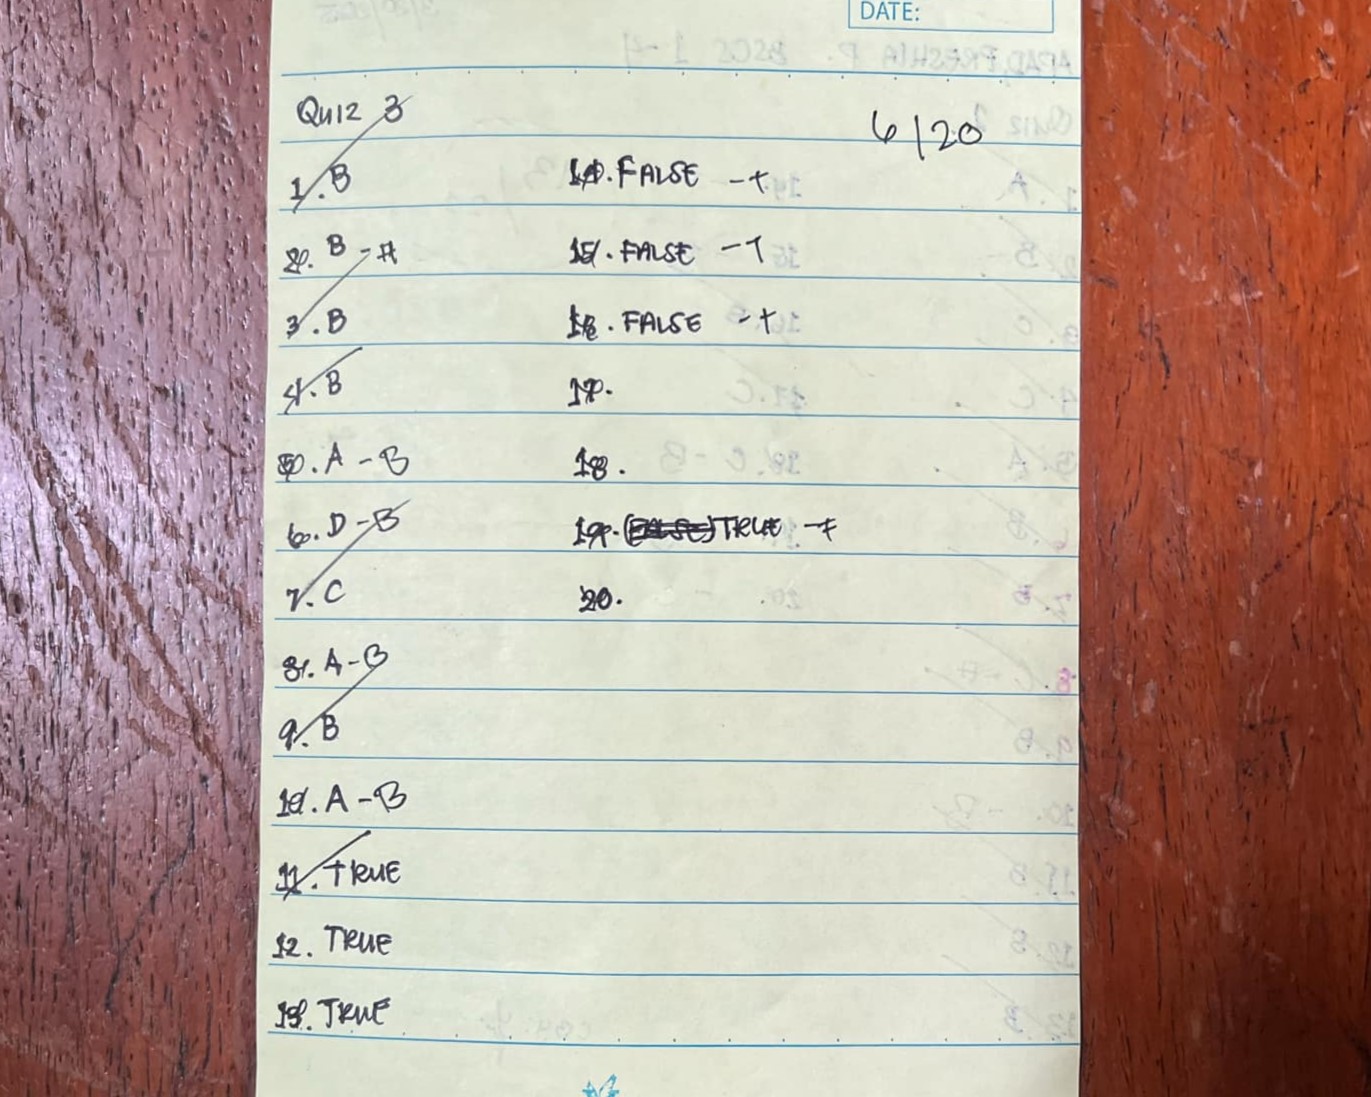 DATE:
Quiz 3
6/20
1. B
2. B - A
3. B
4. B
5. A - B
6. D - B
7. C
8. A - B
9. B
10. A - B
11. TRUE
12. TRUE
13. TRUE
14. FALSE - T
15. FALSE - T
16. FALSE - T
17.
18.
19. TRUE - F
20.